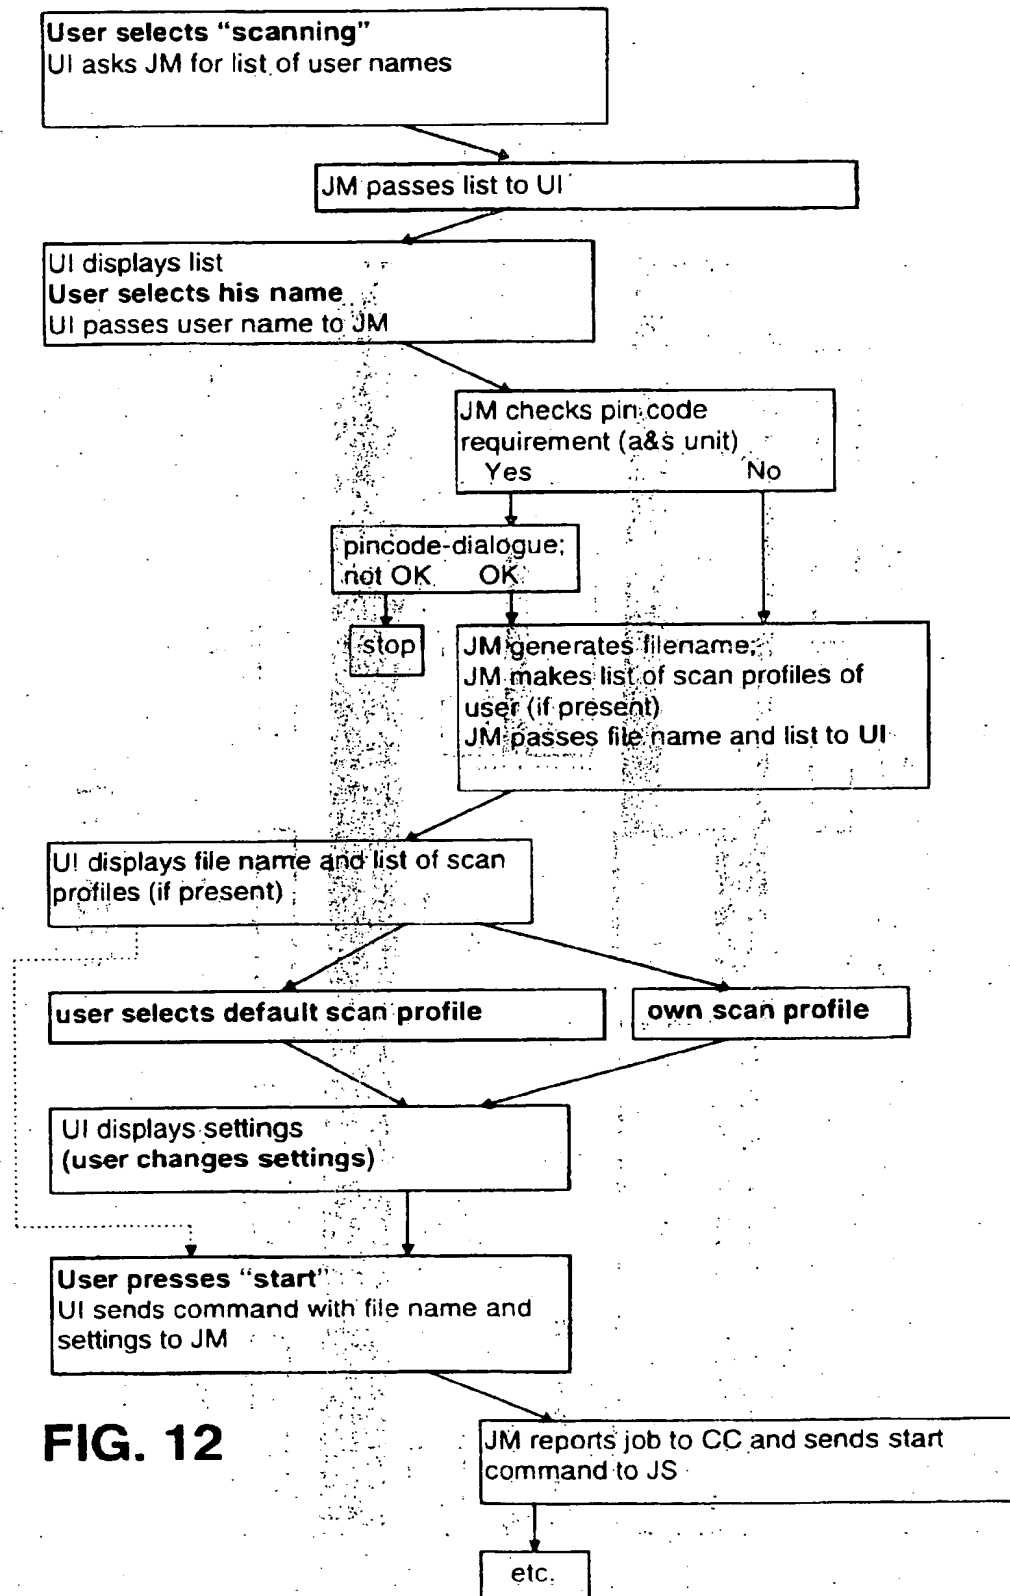 User selects “scanning”
UI asks JM for list of user names
JM passes list to UI
UI displays list
User selects his name
UI passes user name to JM
JM checks pin code
requirement (a&s unit)
Yes No
pincode-dialogue;
not OK OK
stop
JM generates filename;
JM makes list of scan profiles of
user (if present)
JM passes file name and list to UI
UI displays file name and list of scan
profiles (if present)
user selects default scan profile
own scan profile
UI displays settings
(user changes settings)
User presses “start”
UI sends command with file name and
settings to JM
FIG. 12
JM reports job to CC and sends start
command to JS
etc.